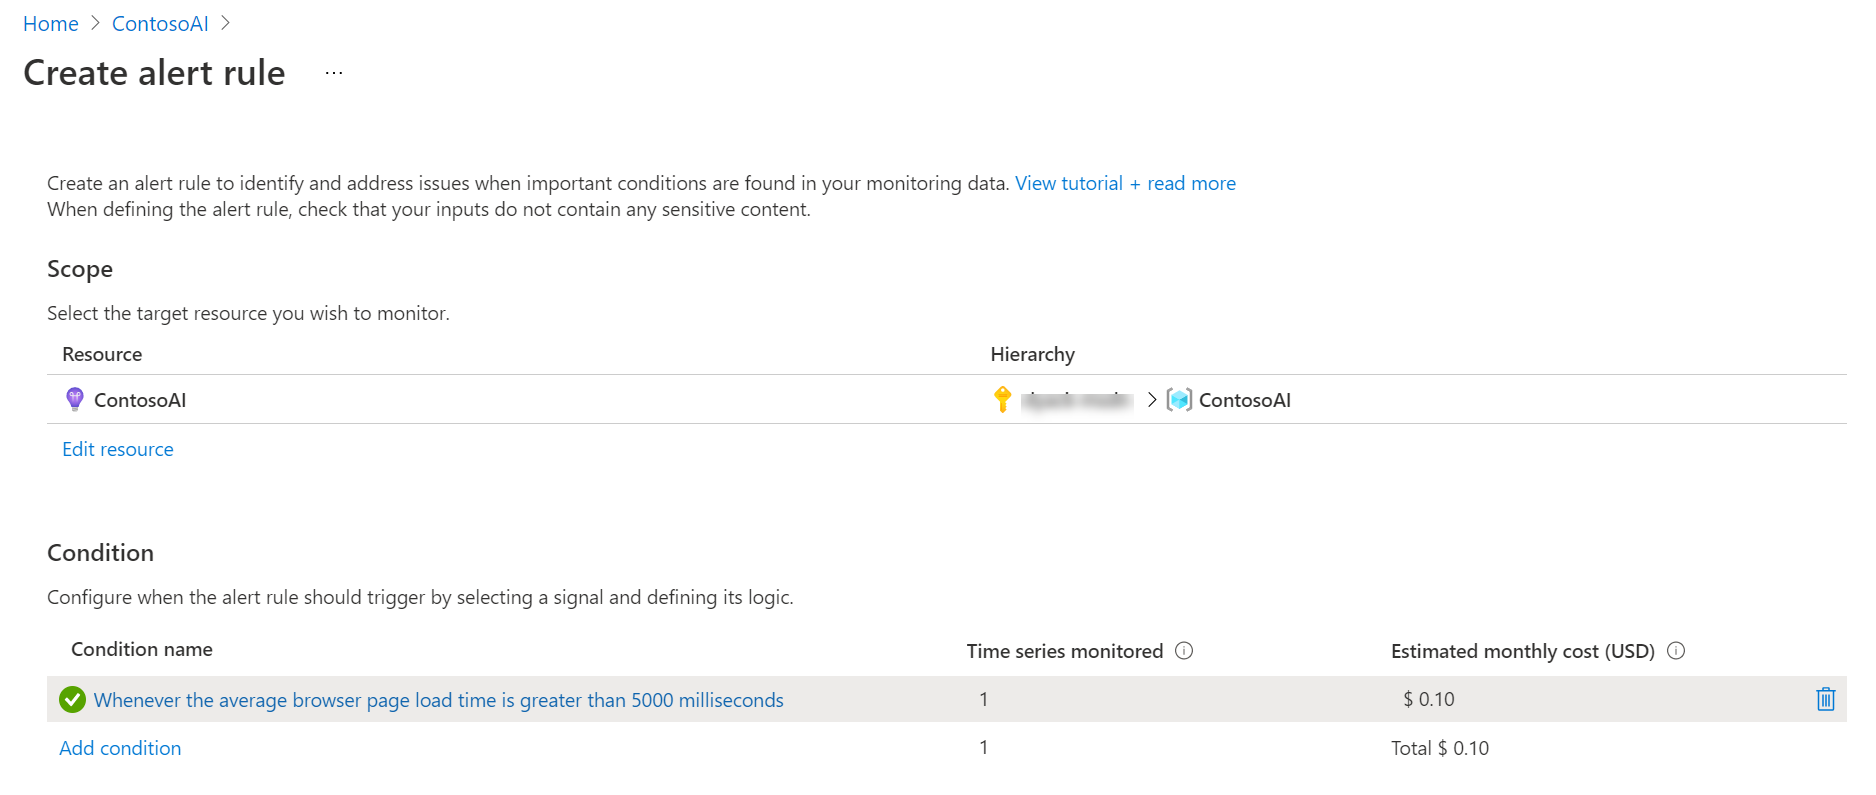 Home > ContosoAI >
Create alert rule ...
Create an alert rule to identify and address issues when important conditions are found in your monitoring data. View tutorial + read more
When defining the alert rule, check that your inputs do not contain any sensitive content.
Scope
Select the target resource you wish to monitor.
Resource Hierarchy
ContosoAI > ContosoAI
Edit resource
Condition
Configure when the alert rule should trigger by selecting a signal and defining its logic.
Condition name Time series monitored Estimated monthly cost (USD)
Whenever the average browser page load time is greater than 5000 milliseconds 1 $ 0.10
Add condition 1 Total $ 0.10